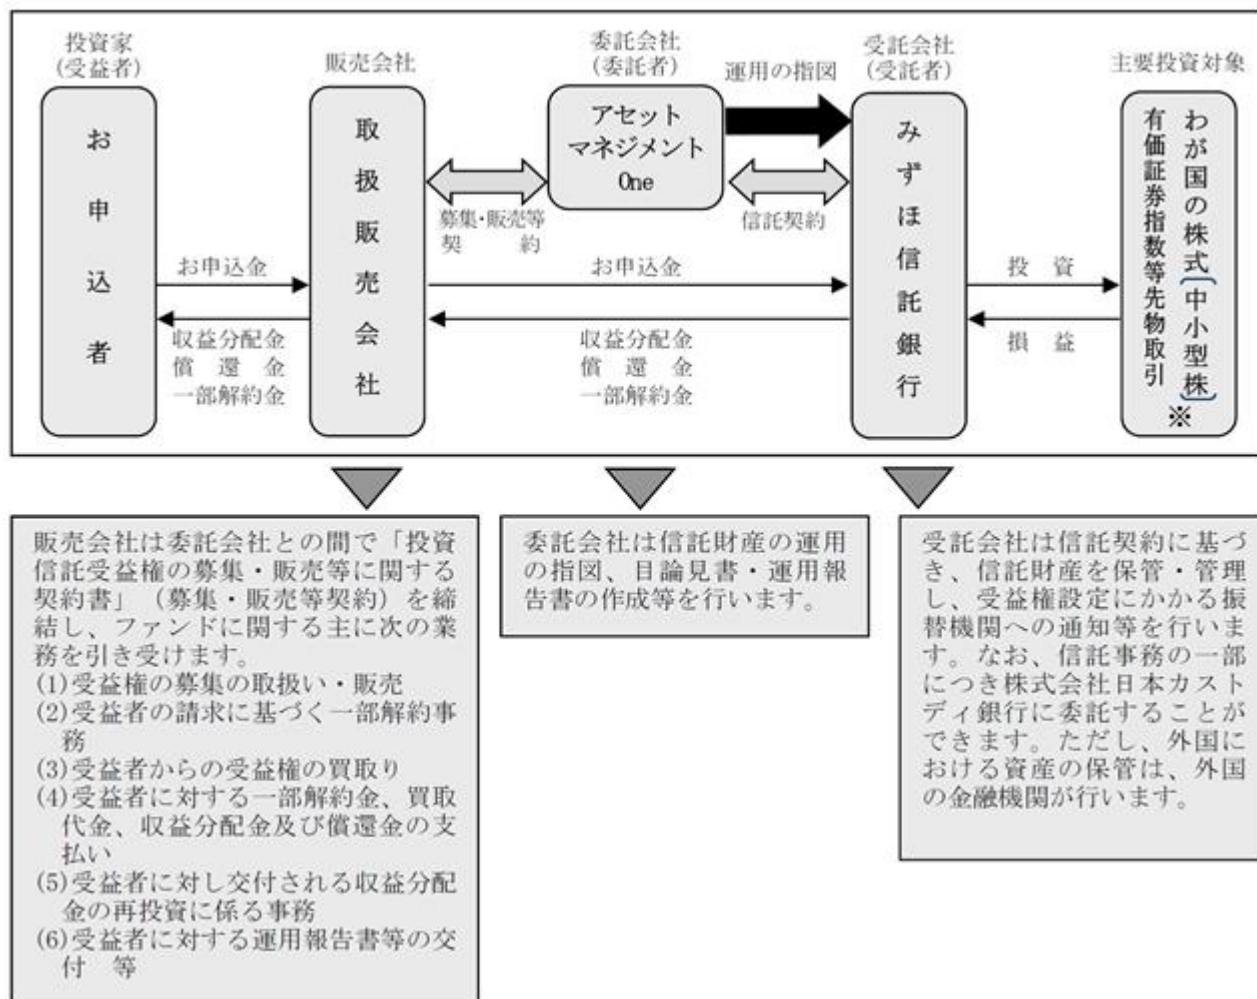 投資家
(受益者)
販売会社
委託会社
(委託者)
運用の指図
受託会社
(受託者)
主要投資対象
お申込者
取扱販売会社
アセット
マネジメント
One
みずほ信託銀行
わが国の株式(中小型株)
有価証券指数等先物取引
※
募集・販売等
契　約
信託契約
お申込金
お申込金
投　資
収益分配金
償　還　金
一部解約金
収益分配金
償　還　金
一部解約金
損　益
販売会社は委託会社との間で「投資
信託受益権の募集・販売等に関する
契約書」（募集・販売等契約）を締
結し、ファンドに関する主に次の業
務を引き受けます。
(1)受益権の募集の取扱い・販売
(2)受益者の請求に基づく一部解約事
務
(3)受益者からの受益権の買取り
(4)受益者に対する一部解約金、買取
代金、収益分配金及び償還金の支
払い
(5)受益者に対し交付される収益分配
金の再投資に係る事務
(6)受益者に対する運用報告書等の交
付　等
委託会社は信託財産の運用
の指図、目論見書・運用報
告書の作成等を行います。
受託会社は信託契約に基づ
き、信託財産を保管・管理
し、受益権設定にかかる振
替機関への通知等を行いま
す。なお、信託事務の一部
につき株式会社日本カスト
ディ銀行に委託することが
できます。ただし、外国に
おける資産の保管は、外国
の金融機関が行います。